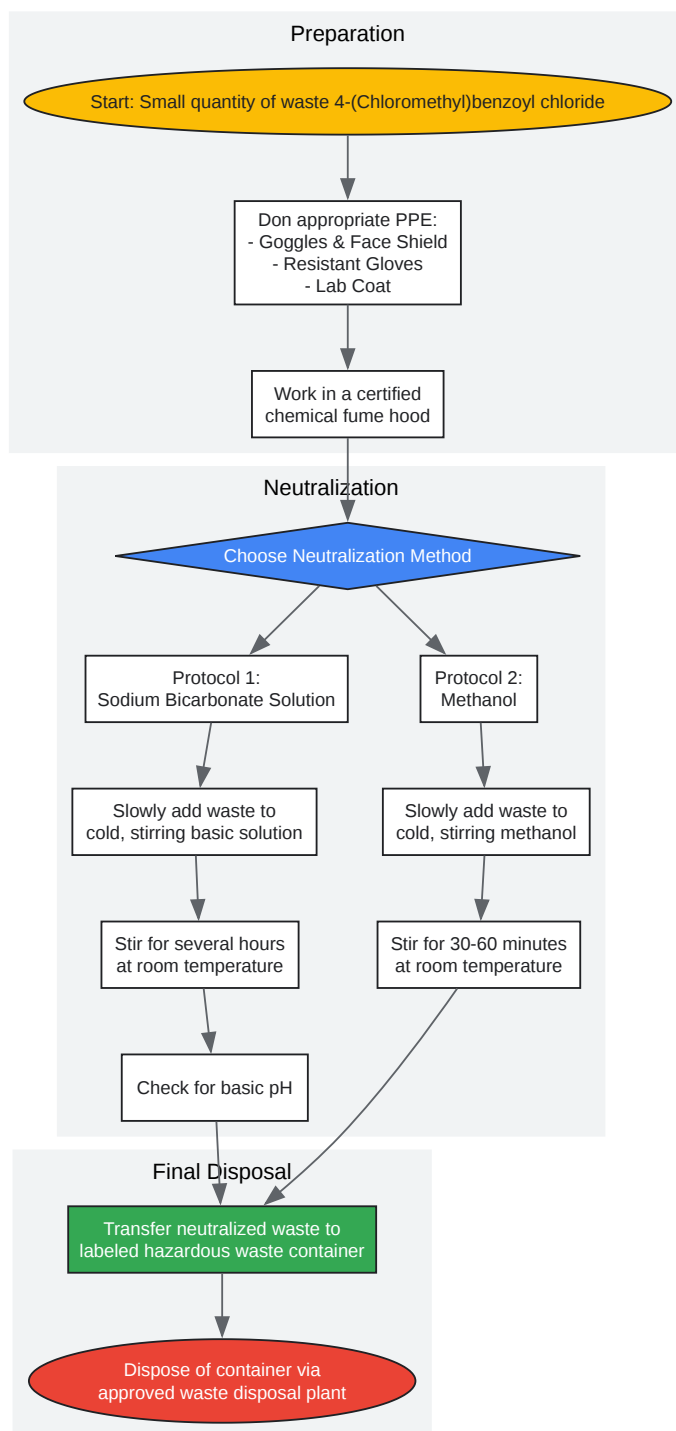 Preparation
Start: Small quantity of waste 4-(Chloromethyl)benzoyl chloride
Don appropriate PPE:
- Goggles & Face Shield
- Resistant Gloves
- Lab Coat
Work in a certified
chemical fume hood
Neutralization
Choose Neutralization Method
Protocol 1:
Sodium Bicarbonate Solution
Protocol 2:
Methanol
Slowly add waste to
cold, stirring basic solution
Slowly add waste to
cold, stirring methanol
Stir for several hours
at room temperature
Stir for 30-60 minutes
at room temperature
Check for basic pH
Final Disposal
Transfer neutralized waste to
labeled hazardous waste container
Dispose of container via
approved waste disposal plant